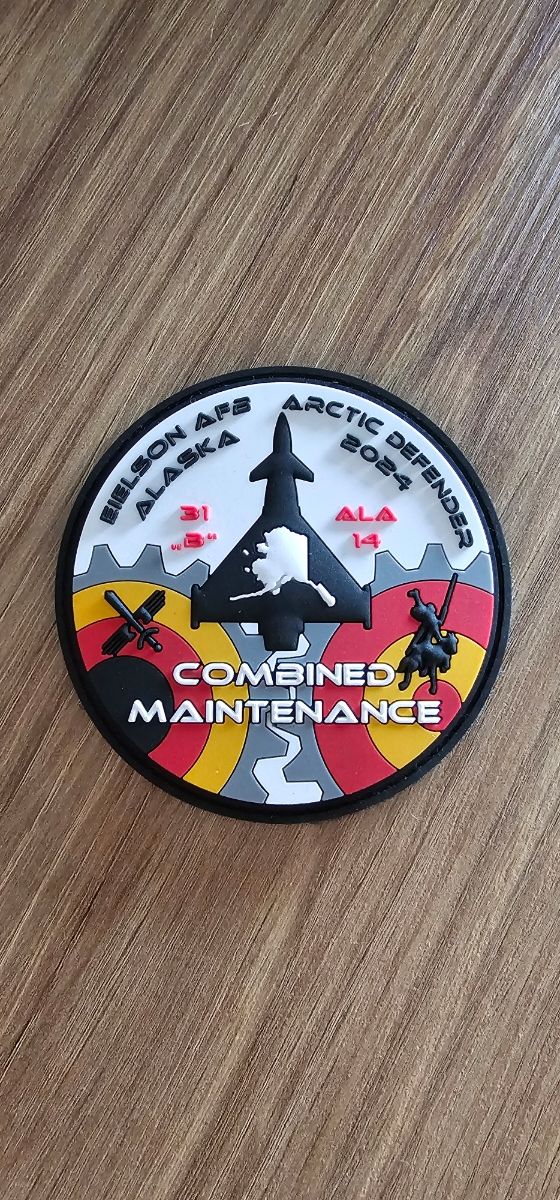 EIELSON AFB
ALASKA
ARCTIC DEFENDER
2024
31
„B“
ALA
14
COMBINED
MAINTENANCE